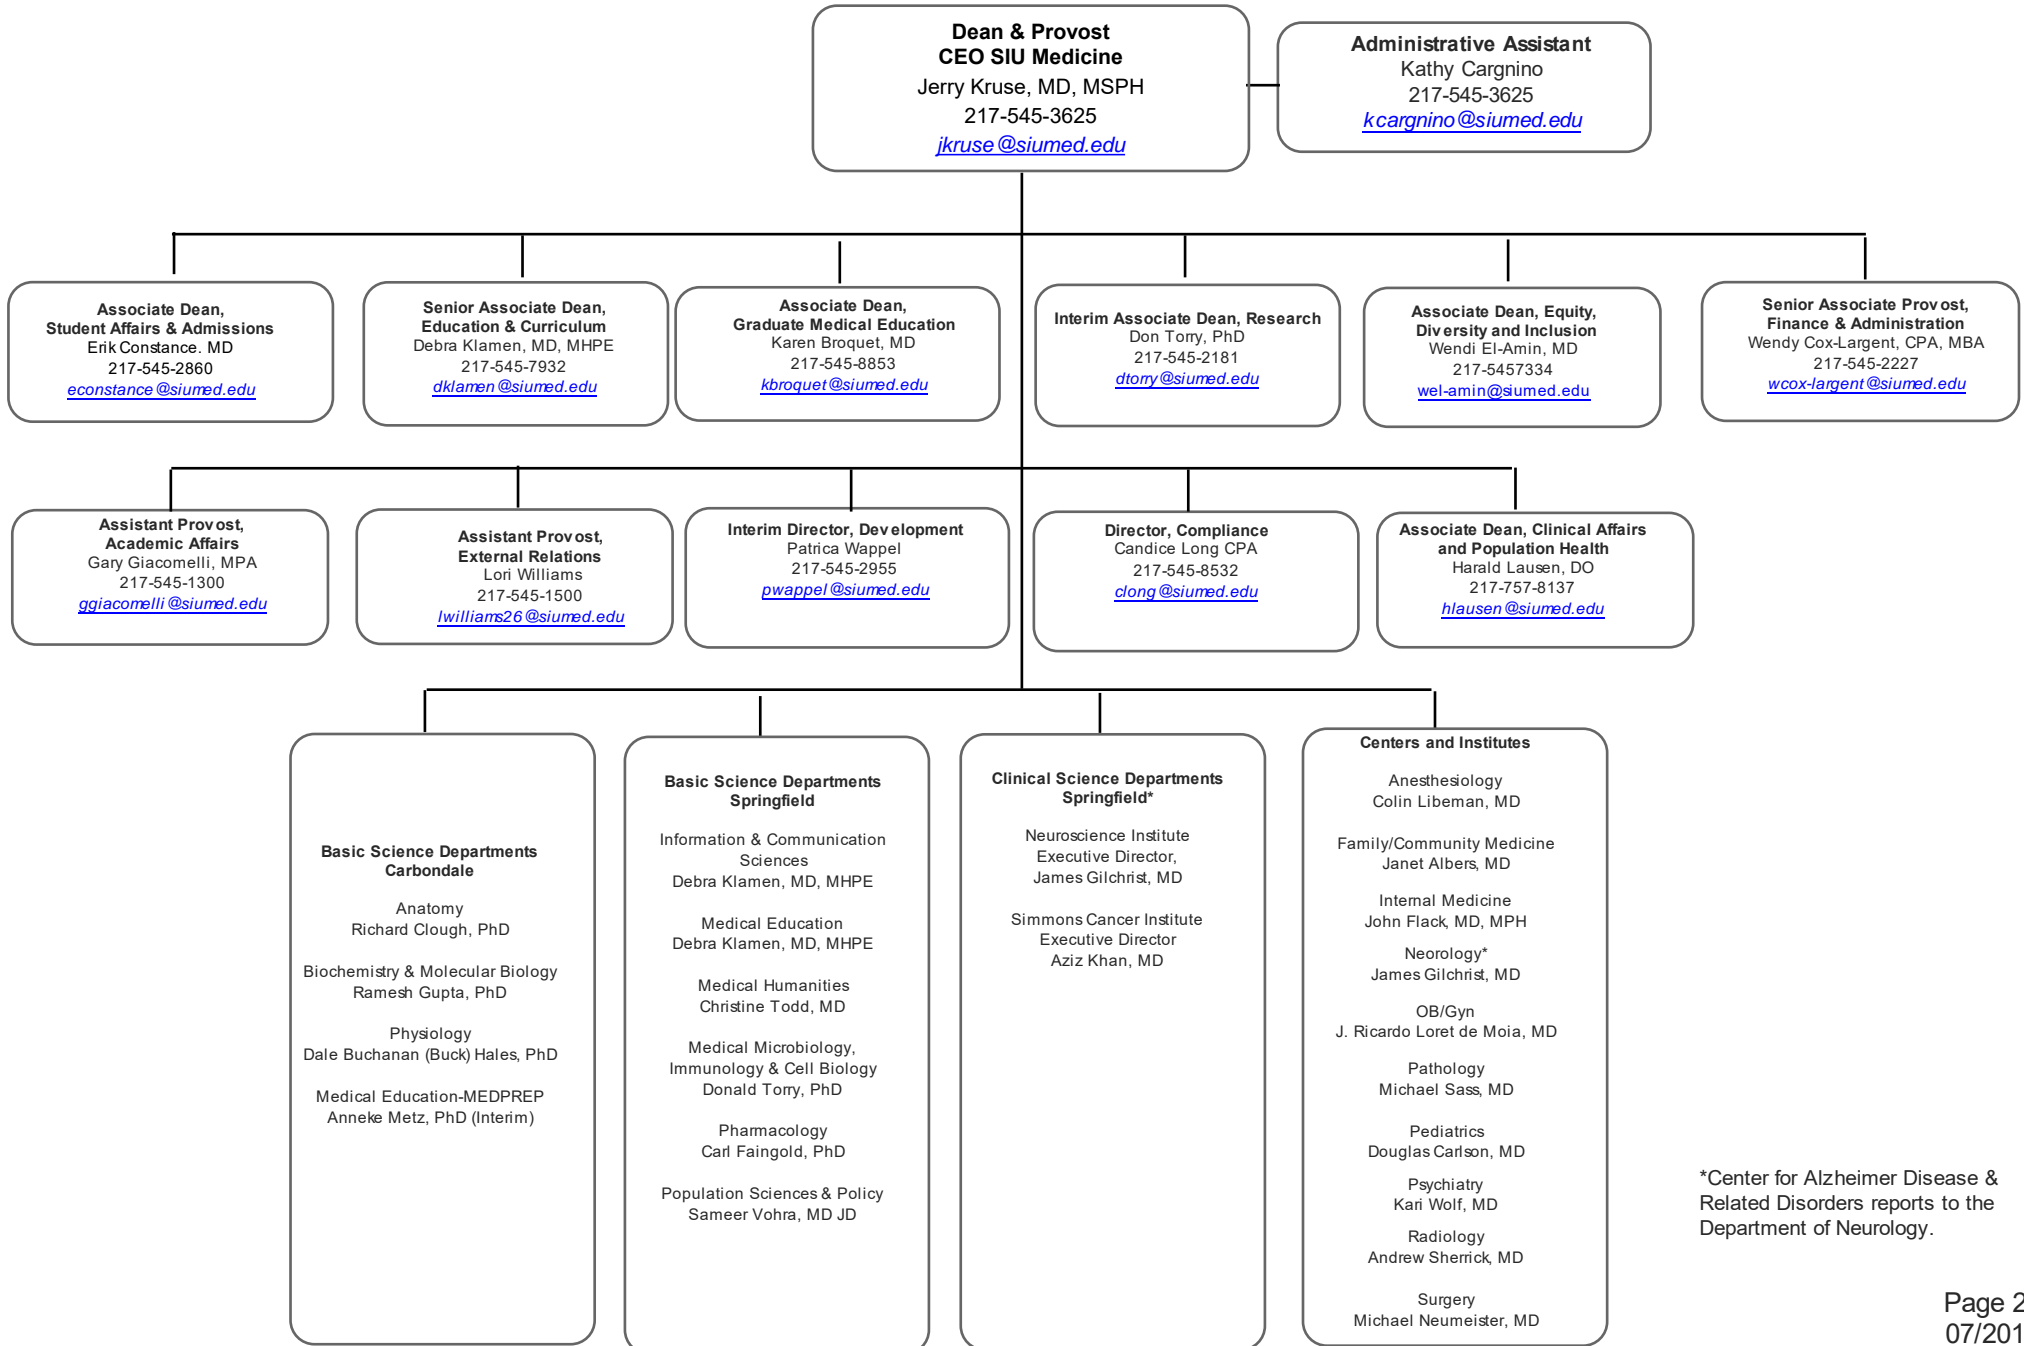 Dean & Provost
CEO SIU Medicine
Jerry Kruse, MD, MSPH
217-545-3625
jkruse@siumed.edu
Administrative Assistant
Kathy Cargnino
217-545-3625
kcargnino@siumed.edu
Associate Dean,
Student Affairs & Admissions
Erik Constance. MD
217-545-2860
econstance@siumed.edu
Senior Associate Dean,
Education & Curriculum
Debra Klamen, MD, MHPE
217-545-7932
dklamen@siumed.edu
Associate Dean,
Graduate Medical Education
Karen Broquet, MD
217-545-8853
kbroquet@siumed.edu
Interim Associate Dean, Research
Don Torry, PhD
217-545-2181
dtorry@siumed.edu
Associate Dean, Equity,
Diversity and Inclusion
Wendi El-Amin, MD
217-5457334
wel-amin@siumed.edu
Senior Associate Provost,
Finance & Administration
Wendy Cox-Largent, CPA, MBA
217-545-2227
wcox-largent@siumed.edu
Assistant Provost,
Academic Affairs
Gary Giacomelli, MPA
217-545-1300
ggiacomelli@siumed.edu
Assistant Provost,
External Relations
Lori Williams
217-545-1500
lwilliams26@siumed.edu
Interim Director, Development
Patrica Wappel
217-545-2955
pwappel@siumed.edu
Director, Compliance
Candice Long CPA
217-545-8532
clong@siumed.edu
Associate Dean, Clinical Affairs
and Population Health
Harald Lausen, DO
217-757-8137
hlausen@siumed.edu
Basic Science Departments
Carbondale
Anatomy
Richard Clough, PhD
Biochemistry & Molecular Biology
Ramesh Gupta, PhD
Physiology
Dale Buchanan (Buck) Hales, PhD
Medical Education-MEDPREP
Anneke Metz, PhD (Interim)
Basic Science Departments
Springfield
Information & Communication
Sciences
Debra Klamen, MD, MHPE
Medical Education
Debra Klamen, MD, MHPE
Medical Humanities
Christine Todd, MD
Medical Microbiology,
Immunology & Cell Biology
Donald Torry, PhD
Pharmacology
Carl Faingold, PhD
Population Sciences & Policy
Sameer Vohra, MD JD
Clinical Science Departments
Springfield*
Neuroscience Institute
Executive Director,
James Gilchrist, MD
Simmons Cancer Institute
Executive Director
Aziz Khan, MD
Centers and Institutes
Anesthesiology
Colin Libeman, MD
Family/Community Medicine
Janet Albers, MD
Internal Medicine
John Flack, MD, MPH
Neorology*
James Gilchrist, MD
OB/Gyn
J. Ricardo Loret de Moia, MD
Pathology
Michael Sass, MD
Pediatrics
Douglas Carlson, MD
Psychiatry
Kari Wolf, MD
Radiology
Andrew Sherrick, MD
Surgery
Michael Neumeister, MD
*Center for Alzheimer Disease &
Related Disorders reports to the
Department of Neurology.
Page 2
07/201